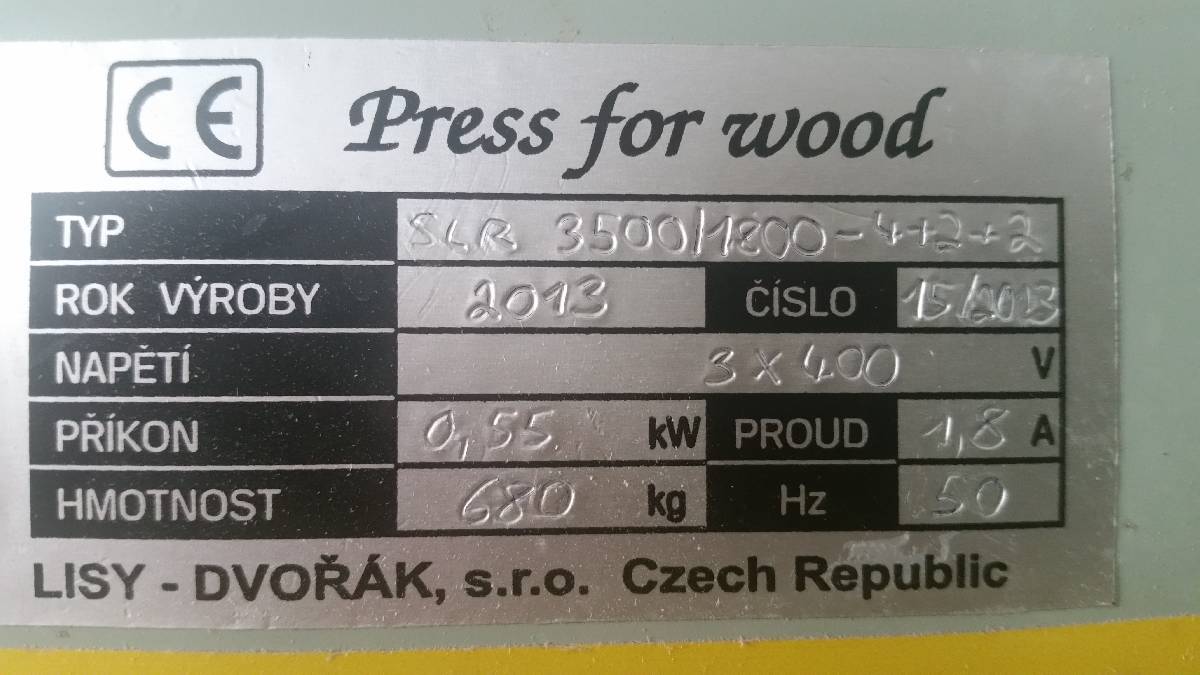 CE Press for wood
TYP SLR 3500/1800-4+2+2
ROK VÝROBY 2013 ČÍSLO 15/2013
NAPĚTÍ 3 x 400 V
PŘÍKON 0,55 kW PROUD 1,8 A
HMOTNOST 680 kg Hz 50
LISY - DVOŘÁK, s.r.o. Czech Republic